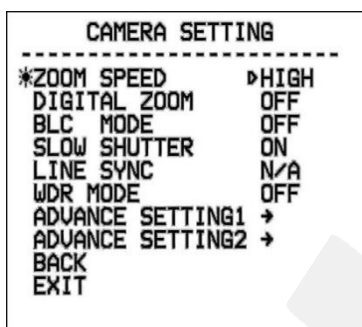 CAMERA SETTING
ZOOM SPEED HIGH
DIGITAL ZOOM OFF
BLC MODE OFF
SLOW SHUTTER ON
LINE SYNC N/A
WDR MODE OFF
ADVANCE SETTING1 →
ADVANCE SETTING2 →
BACK
EXIT